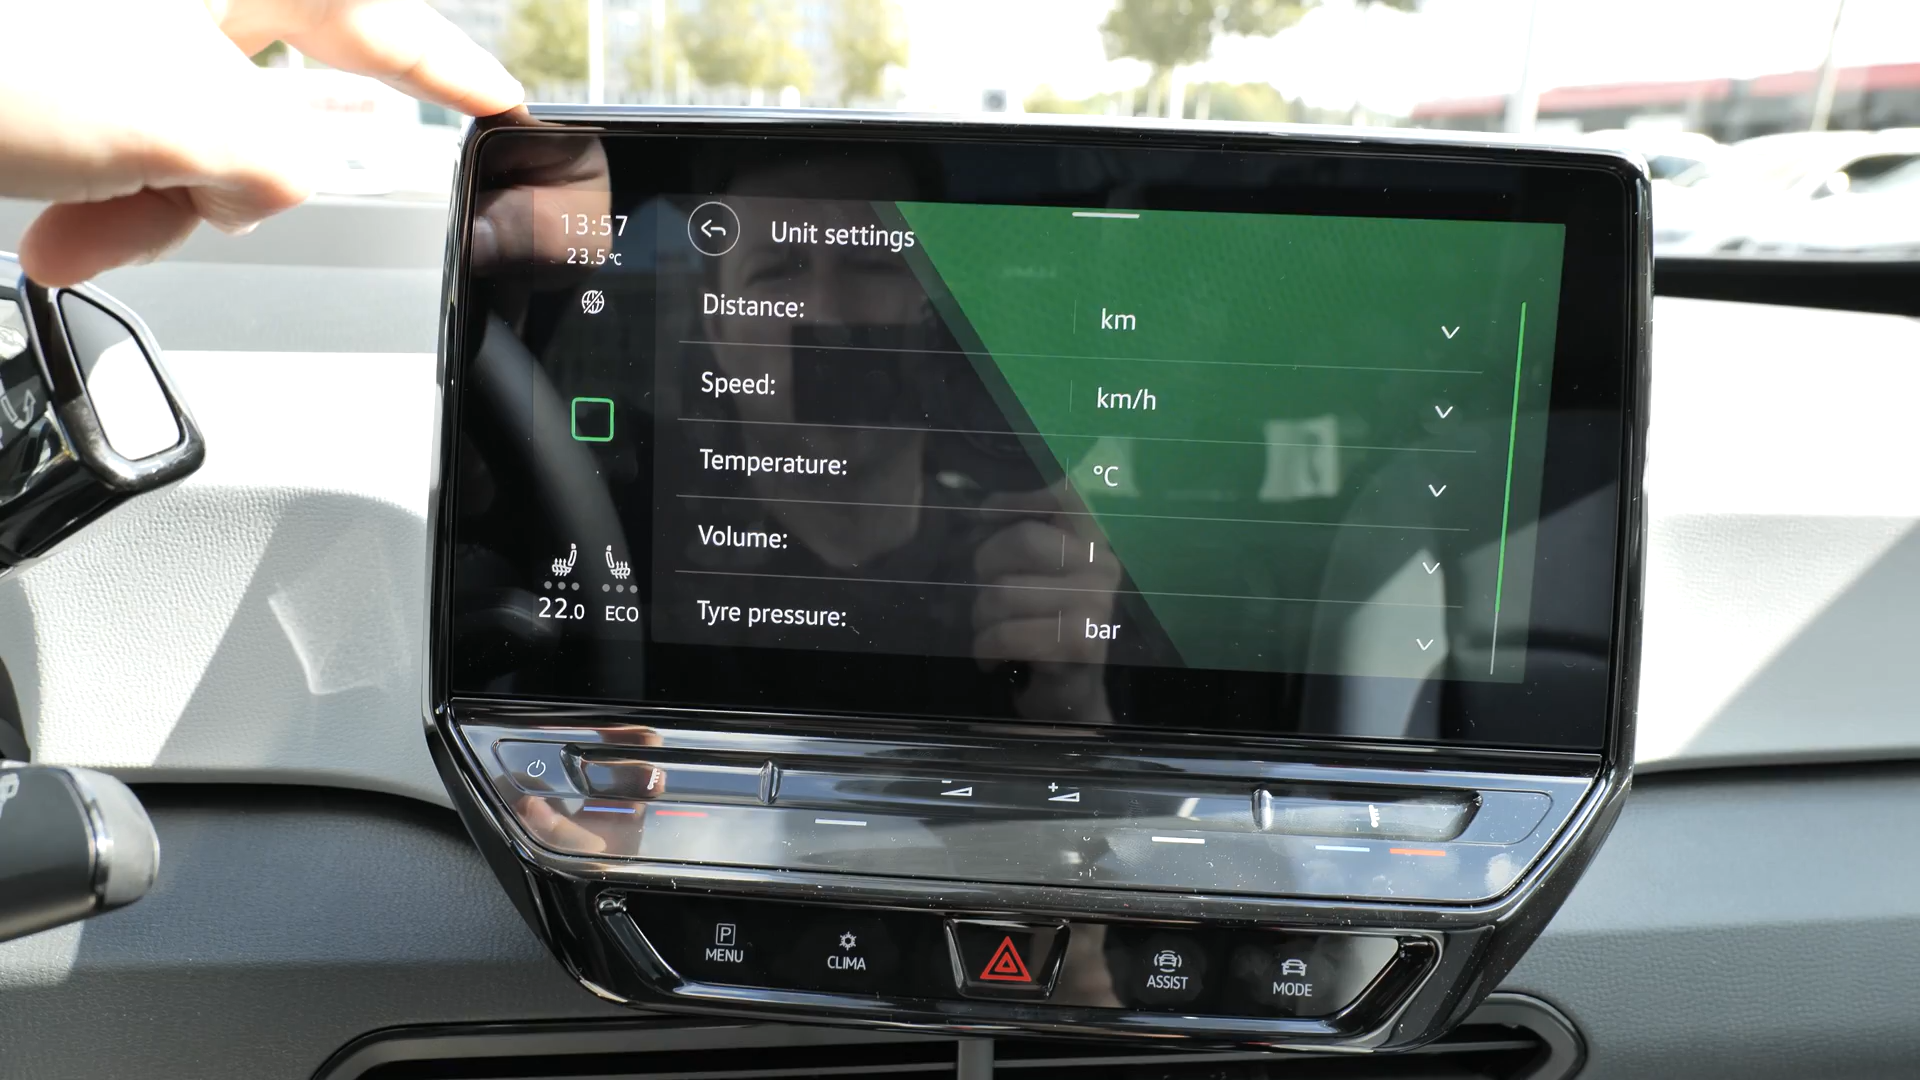 13:57
23.5°C
Unit settings
Distance: km
Speed: km/h
Temperature: °C
Volume: l
Tyre pressure: bar
22.0 ECO
P
MENU
CLIMA
ASSIST
MODE